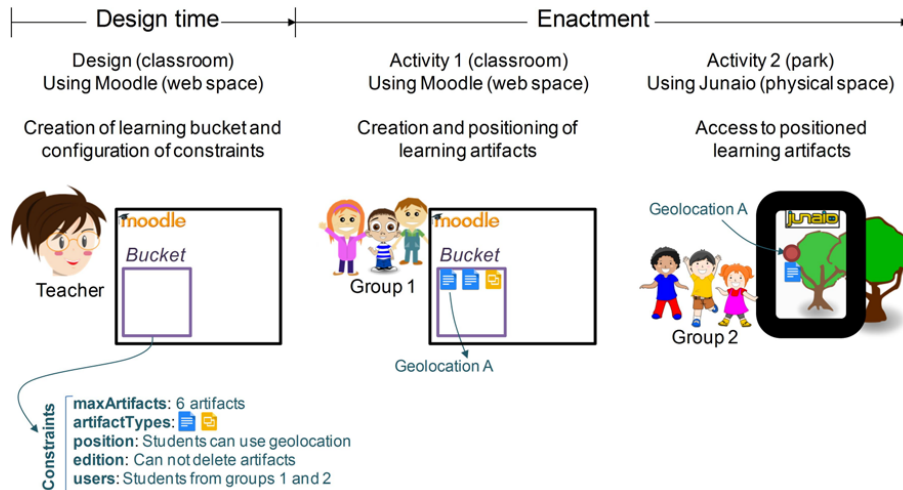 Design time
Enactment
Design (classroom)
Using Moodle (web space)
Creation of learning bucket and
configuration of constraints
Activity 1 (classroom)
Using Moodle (web space)
Creation and positioning of
learning artifacts
Activity 2 (park)
Using Junaio (physical space)
Access to positioned
learning artifacts
Teacher
moodle
Bucket
Group 1
moodle
Bucket
Geolocation A
Geolocation A
junaio
Group 2
Constraints
maxArtifacts: 6 artifacts
artifactTypes:
position: Students can use geolocation
edition: Can not delete artifacts
users: Students from groups 1 and 2